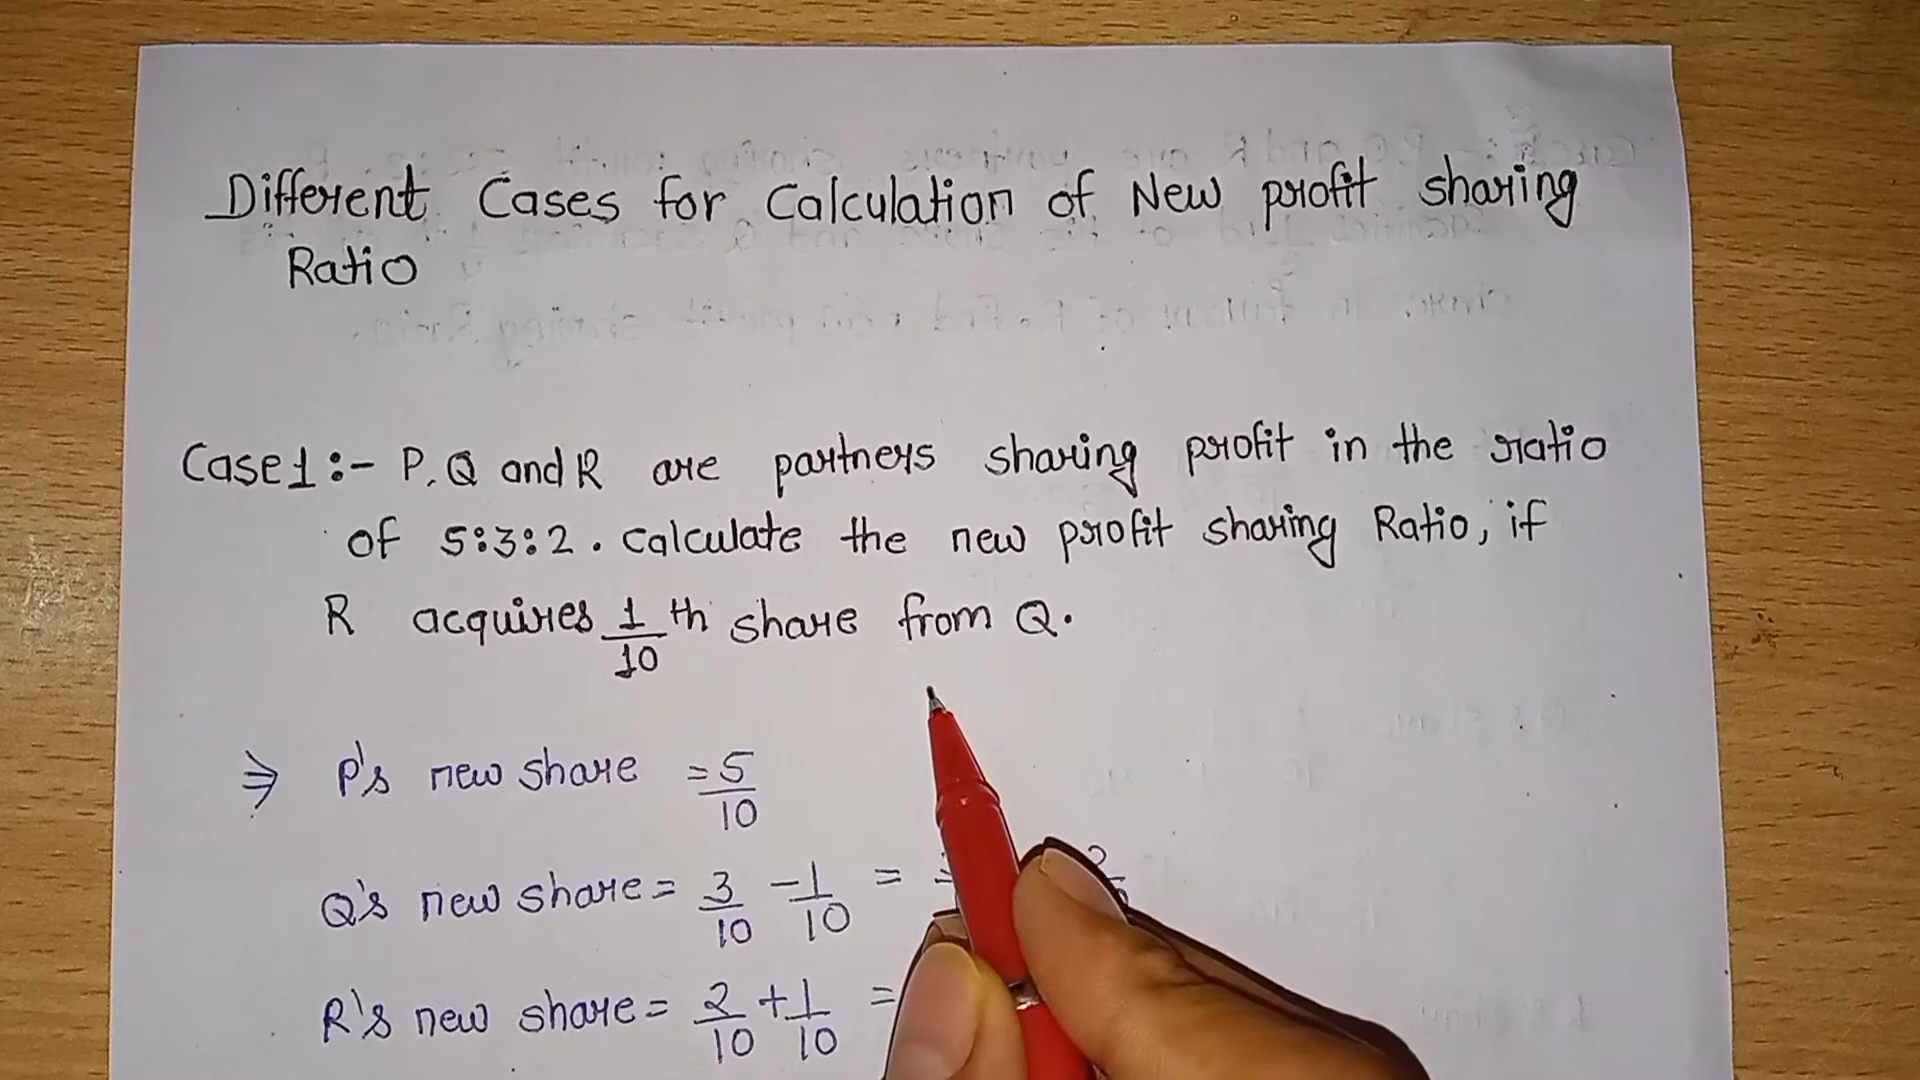 Different Cases for Calculation of New profit sharing
Ratio
Case1:- P, Q and R are partners sharing profit in the ratio
of 5:3:2. Calculate the new profit sharing Ratio, if
R acquires 1/10 th share from Q.
⇒ P's new share = 5/10
Q's new share = 3/10 - 1/10 =
R's new share = 2/10 + 1/10 =